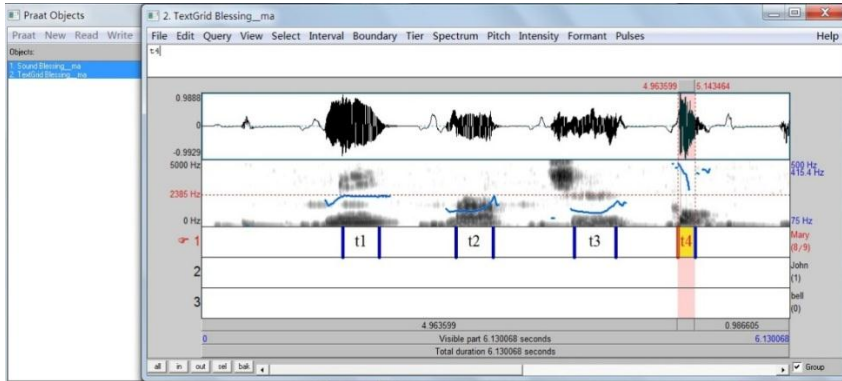 Praat Objects
Praat New Read Write
Objects:
1. Sound Blessing__ma
2. TextGrid Blessing__ma
2. TextGrid Blessing__ma
File Edit Query View Select Interval Boundary Tier Spectrum Pitch Intensity Formant Pulses Help
t4
4.963599 5.143464
0.9888
0
-0.9929
5000 Hz
2385 Hz
0 Hz
500 Hz
415.4 Hz
75 Hz
1 t1 t2 t3 t4 Mary
(8/9)
2 John
(1)
3 bell
(0)
4.963599 0.986605
0 Visible part 6.130068 seconds 6.130068
Total duration 6.130068 seconds
all in out sel bak Group